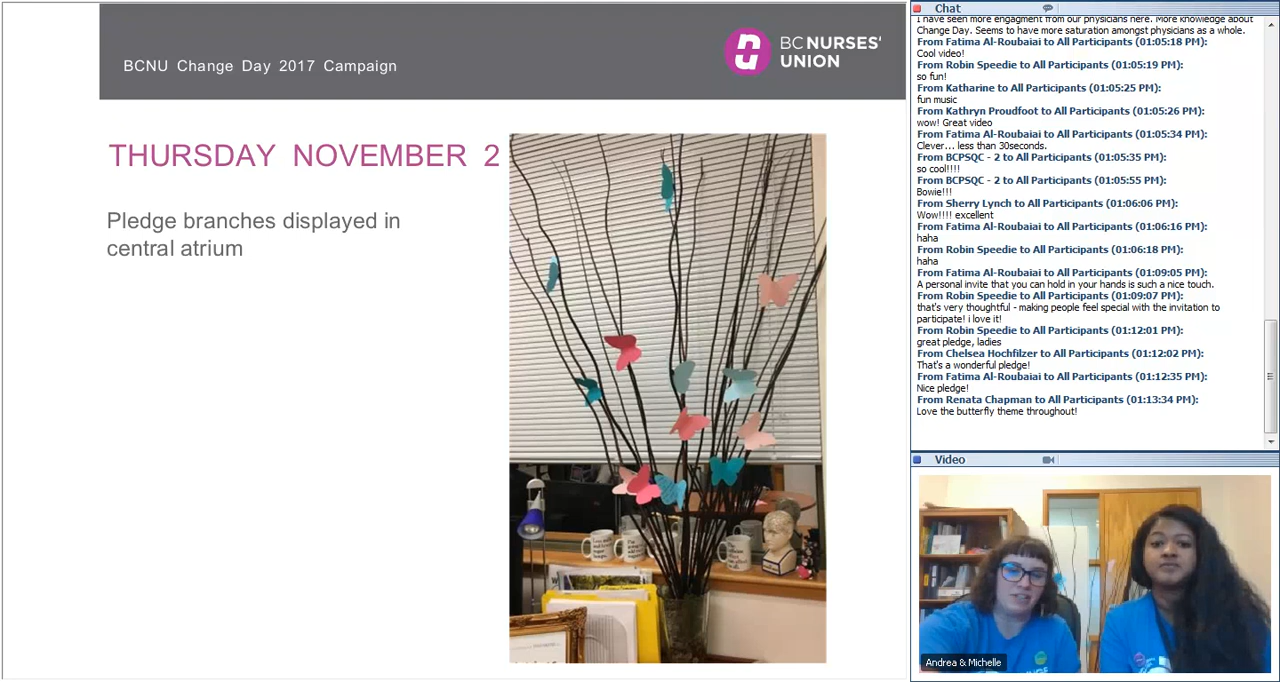 BCNU Change Day 2017 Campaign
BC NURSES'
UNION
THURSDAY NOVEMBER 2
Pledge branches displayed in
central atrium
Chat
I have seen more engagment from our physicians here. More knowledge about
Change Day. Seems to have more saturation amongst physicians as a whole.
From Fatima Al-Roubaiai to All Participants (01:05:18 PM):
Cool video!
From Robin Speedie to All Participants (01:05:19 PM):
so fun!
From Katharine to All Participants (01:05:25 PM):
fun music
From Kathryn Proudfoot to All Participants (01:05:26 PM):
wow! Great video
From Fatima Al-Roubaiai to All Participants (01:05:34 PM):
Clever... less than 30seconds.
From BCPSQC - 2 to All Participants (01:05:35 PM):
so cool!!!!
From BCPSQC - 2 to All Participants (01:05:55 PM):
Bowie!!!
From Sherry Lynch to All Participants (01:06:06 PM):
Wow!!!! excellent
From Fatima Al-Roubaiai to All Participants (01:06:16 PM):
haha
From Robin Speedie to All Participants (01:06:18 PM):
haha
From Fatima Al-Roubaiai to All Participants (01:09:05 PM):
A personal invite that you can hold in your hands is such a nice touch.
From Robin Speedie to All Participants (01:09:07 PM):
that's very thoughtful - making people feel special with the invitation to
participate! i love it!
From Robin Speedie to All Participants (01:12:01 PM):
great pledge, ladies
From Chelsea Hochfilzer to All Participants (01:12:02 PM):
That's a wonderful pledge!
From Fatima Al-Roubaiai to All Participants (01:12:35 PM):
Nice pledge!
From Renata Chapman to All Participants (01:13:34 PM):
Love the butterfly theme throughout!
Video
Andrea & Michelle